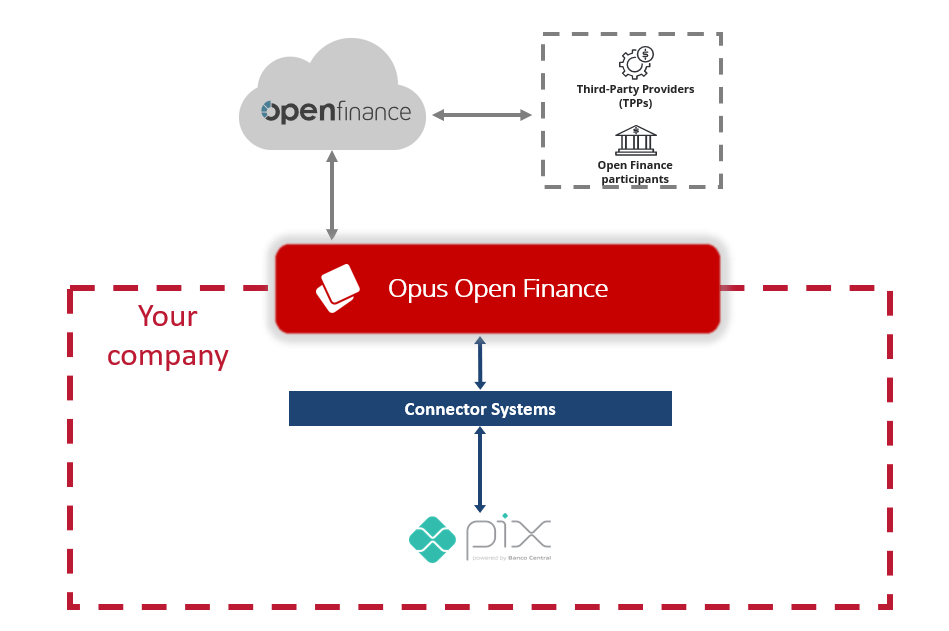 openfinance
Third-Party Providers
(TPPs)
Open Finance
participants
Opus Open Finance
Your
company
Connector Systems
pix
powered by Banco Central